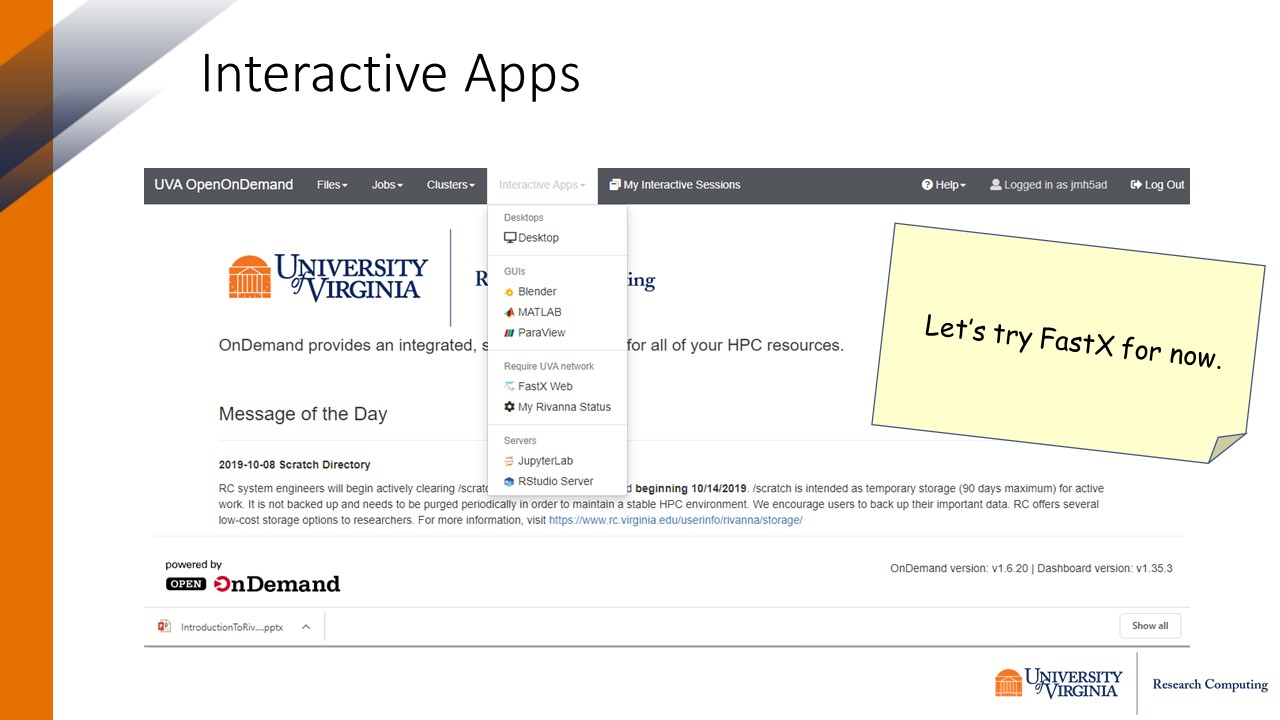 Interactive Apps
UVA OpenOnDemand Files Jobs Clusters Interactive Apps My Interactive Sessions Help Logged in as jmh5ad Log Out
Desktops
Desktop
GUIs
Blender
MATLAB
ParaView
Require UVA network
FastX Web
My Rivanna Status
Servers
JupyterLab
RStudio Server
UNIVERSITY
of VIRGINIA
R ing
OnDemand provides an integrated, s for all of your HPC resources.
Message of the Day
2019-10-08 Scratch Directory
RC system engineers will begin actively clearing /scratc d beginning 10/14/2019. /scratch is intended as temporary storage (90 days maximum) for active
work. It is not backed up and needs to be purged periodically in order to maintain a stable HPC environment. We encourage users to back up their important data. RC offers several
low-cost storage options to researchers. For more information, visit https://www.rc.virginia.edu/userinfo/rivanna/storage/
Let's try FastX for now.
powered by
OPEN OnDemand
OnDemand version: v1.6.20 | Dashboard version: v1.35.3
IntroductionToRiv....pptx
Show all
UNIVERSITY
of VIRGINIA
Research Computing